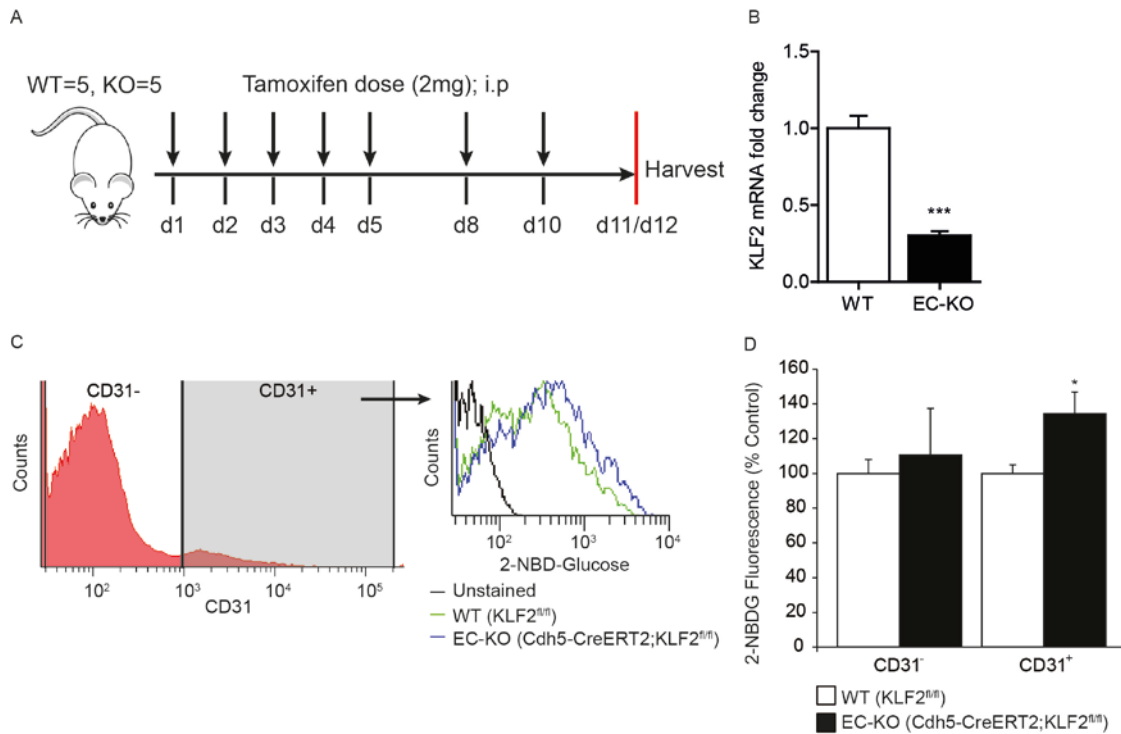 A
WT=5, KO=5
Tamoxifen dose (2mg); i.p
Harvest
d1 d2 d3 d4 d5 d8 d10 d11/d12
B
KLF2 mRNA fold change
1.5
1.0
0.5
0.0
***
WT EC-KO
C
CD31- CD31+
Counts
10² 10³ 10⁴ 10⁵
CD31
Counts
10² 10³ 10⁴
2-NBD-Glucose
Unstained
WT (KLF2fl/fl)
EC-KO (Cdh5-CreERT2;KLF2fl/fl)
D
2-NBDG Fluorescence (% Control)
160
140
120
100
80
60
40
20
0
*
CD31⁻ CD31⁺
WT (KLF2fl/fl)
EC-KO (Cdh5-CreERT2;KLF2fl/fl)